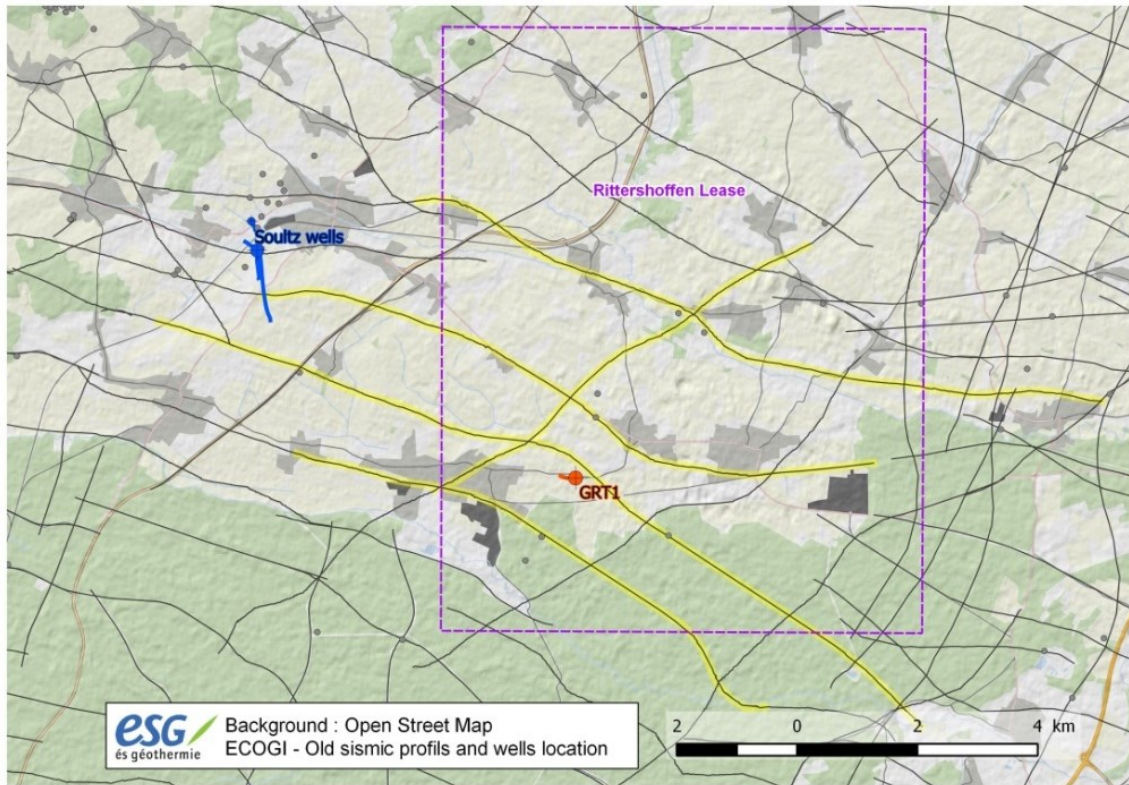 Rittershoffen Lease
Soultz wells
GRT1
esG
és géothermie
Background : Open Street Map
ECOGI - Old sismic profils and wells location
2 0 2 4 km